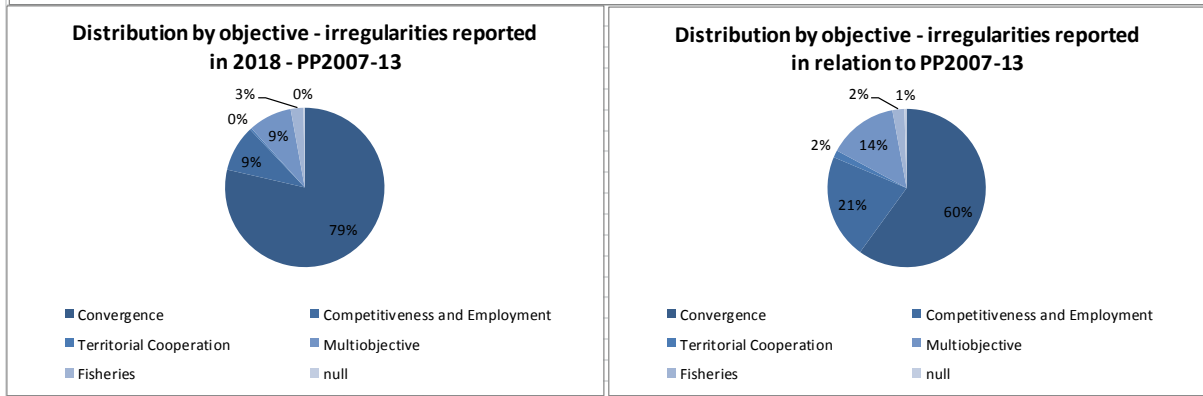 Distribution by objective - irregularities reported
in 2018 - PP2007-13
3%
0%
0%
9%
9%
79%
Convergence
Competitiveness and Employment
Territorial Cooperation
Multiobjective
Fisheries
null
Distribution by objective - irregularities reported
in relation to PP2007-13
2%
1%
2%
14%
21%
60%
Convergence
Competitiveness and Employment
Territorial Cooperation
Multiobjective
Fisheries
null